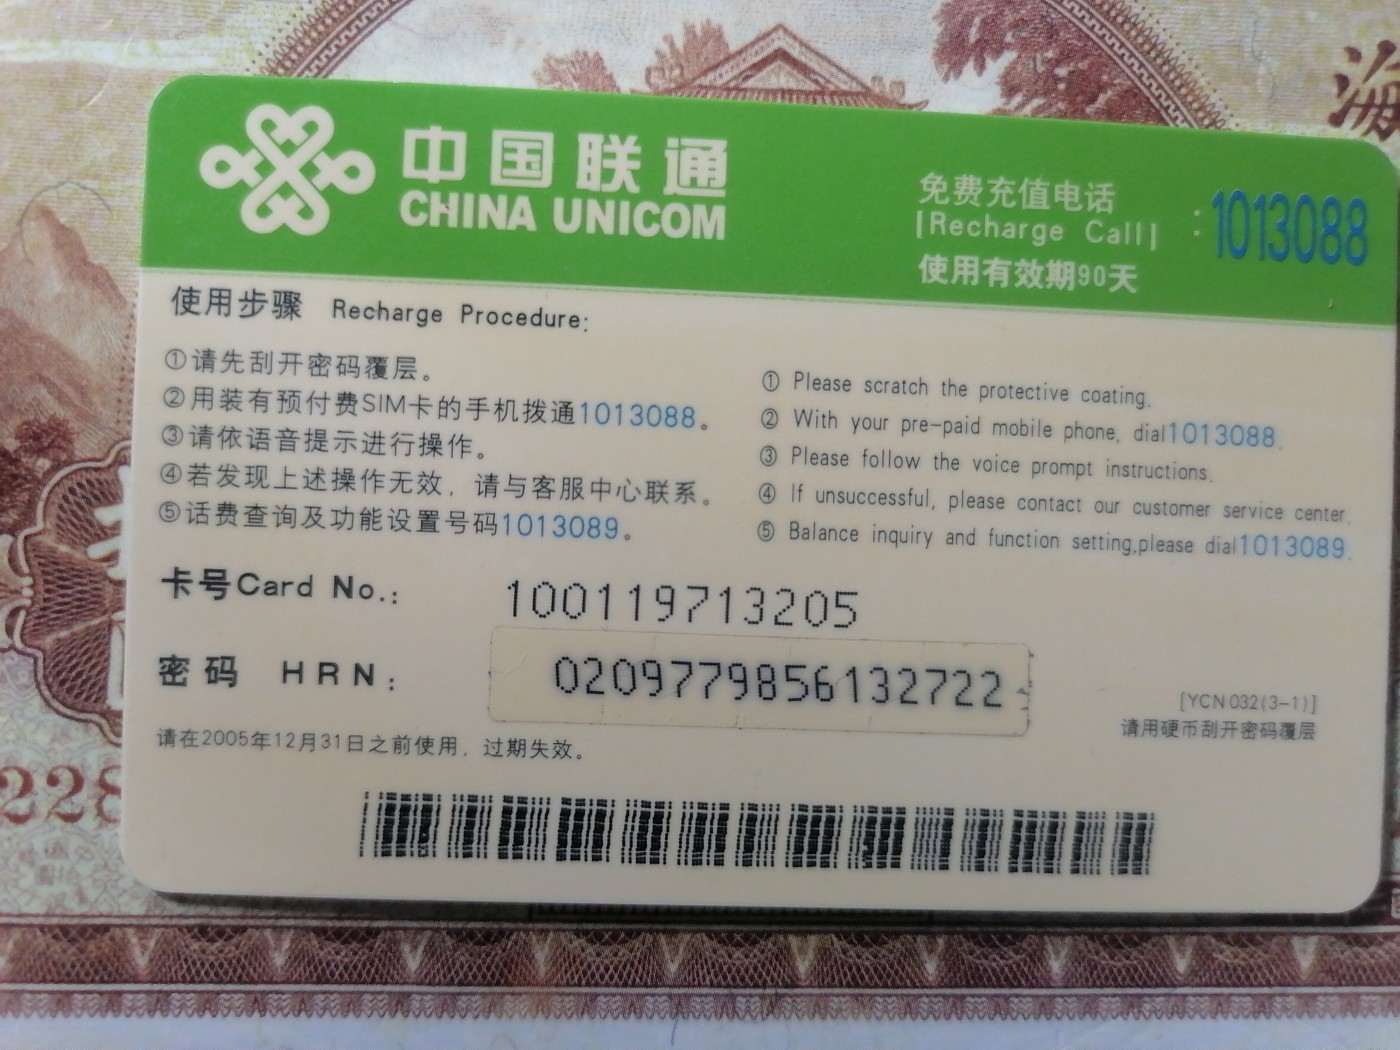 中国联通
CHINA UNICOM
免费充值电话
[Recharge Call]
:1013088
使用有效期90天
使用步骤 Recharge Procedure:
①请先刮开密码覆层。
②用装有预付费SIM卡的手机拨通1013088。
③请依语音提示进行操作。
④若发现上述操作无效，请与客服中心联系。
⑤话费查询及功能设置号码1013089。
① Please scratch the protective coating.
② With your pre-paid mobile phone, dial1013088.
③ Please follow the voice prompt instructions.
④ If unsuccessful, please contact our customer service center.
⑤ Balance inquiry and function setting,please dial1013089.
卡号Card No.: 100119713205
密码 HRN: 0209779856132722
[YCN032(3-1)]
请用硬币刮开密码覆层
请在2005年12月31日之前使用，过期失效。
海
228